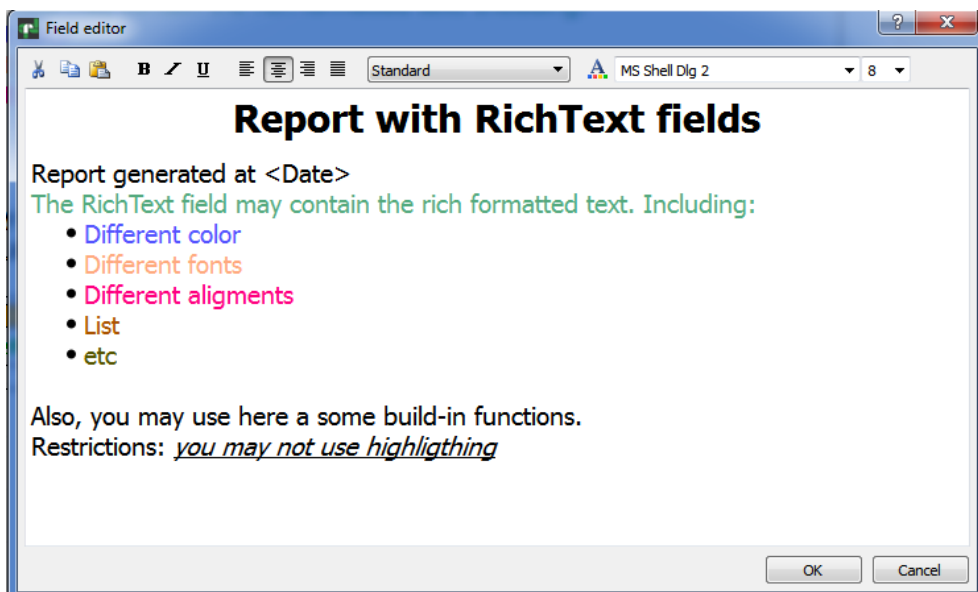 Field editor
B I U Standard A MS Shell Dlg 2 8
Report with RichText fields
Report generated at <Date>
The RichText field may contain the rich formatted text. Including:
• Different color
• Different fonts
• Different aligments
• List
• etc
Also, you may use here a some build-in functions.
Restrictions: you may not use highligthing
OK Cancel